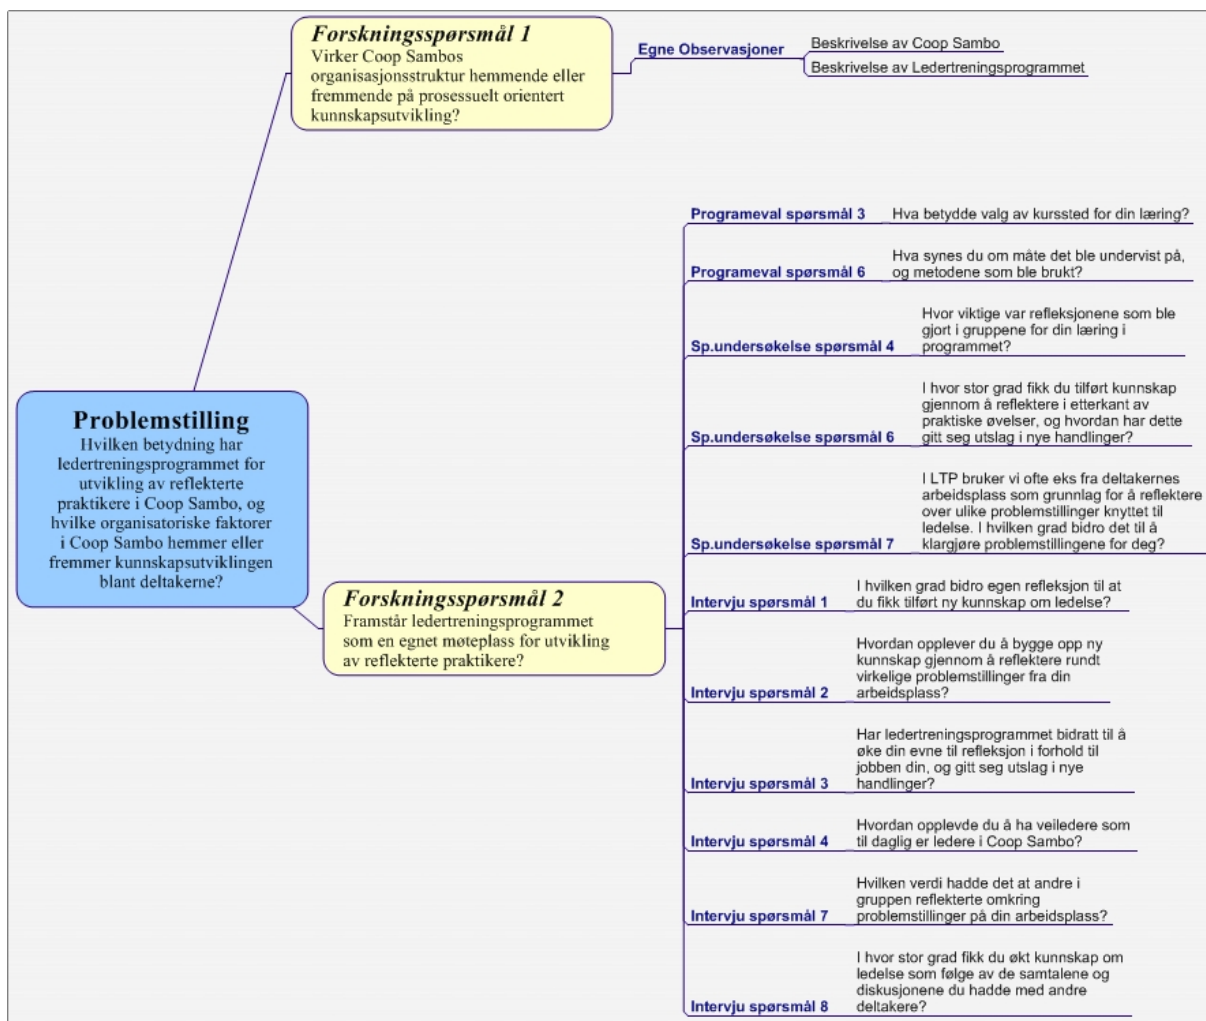 Forskningsspørsmål 1
Virker Coop Sambos
organisasjonsstruktur hemmende eller
fremmende på prosessuelt orientert
kunnskapsutvikling?
Egne Observasjoner
Beskrivelse av Coop Sambo
Beskrivelse av Ledertreningsprogrammet
Problemstilling
Hvilken betydning har
ledertreningsprogrammet for
utvikling av reflekterte
praktikere i Coop Sambo, og
hvilke organisatoriske faktorer
i Coop Sambo hemmer eller
fremmer kunnskapsutviklingen
blant deltakerne?
Forskningsspørsmål 2
Framstår ledertreningsprogrammet
som en egnet møteplass for utvikling
av reflekterte praktikere?
Programeval spørsmål 3
Hva betydde valg av kurssted for din læring?
Programeval spørsmål 6
Hva synes du om måte det ble undervist på,
og metodene som ble brukt?
Sp.undersøkelse spørsmål 4
Hvor viktige var refleksjonene som ble
gjort i gruppene for din læring i
programmet?
Sp.undersøkelse spørsmål 6
I hvor stor grad fikk du tilført kunnskap
gjennom å reflektere i etterkant av
praktiske øvelser, og hvordan har dette
gitt seg utslag i nye handlinger?
Sp.undersøkelse spørsmål 7
I LTP bruker vi ofte eks fra deltakernes
arbeidsplass som grunnlag for å reflektere
over ulike problemstillinger knyttet til
ledelse. I hvilken grad bidro det til å
klargjøre problemstillingene for deg?
Intervju spørsmål 1
I hvilken grad bidro egen refleksjon til at
du fikk tilført ny kunnskap om ledelse?
Intervju spørsmål 2
Hvordan opplever du å bygge opp ny
kunnskap gjennom å reflektere rundt
virkelige problemstillinger fra din
arbeidsplass?
Intervju spørsmål 3
Har ledertreningsprogrammet bidratt til å
øke din evne til refleksjon i forhold til
jobben din, og gitt seg utslag i nye
handlinger?
Intervju spørsmål 4
Hvordan opplevde du å ha veiledere som
til daglig er ledere i Coop Sambo?
Intervju spørsmål 7
Hvilken verdi hadde det at andre i
gruppen reflekterte omkring
problemstillinger på din arbeidsplass?
Intervju spørsmål 8
I hvor stor grad fikk du økt kunnskap om
ledelse som følge av de samtalene og
diskusjonene du hadde med andre
deltakere?